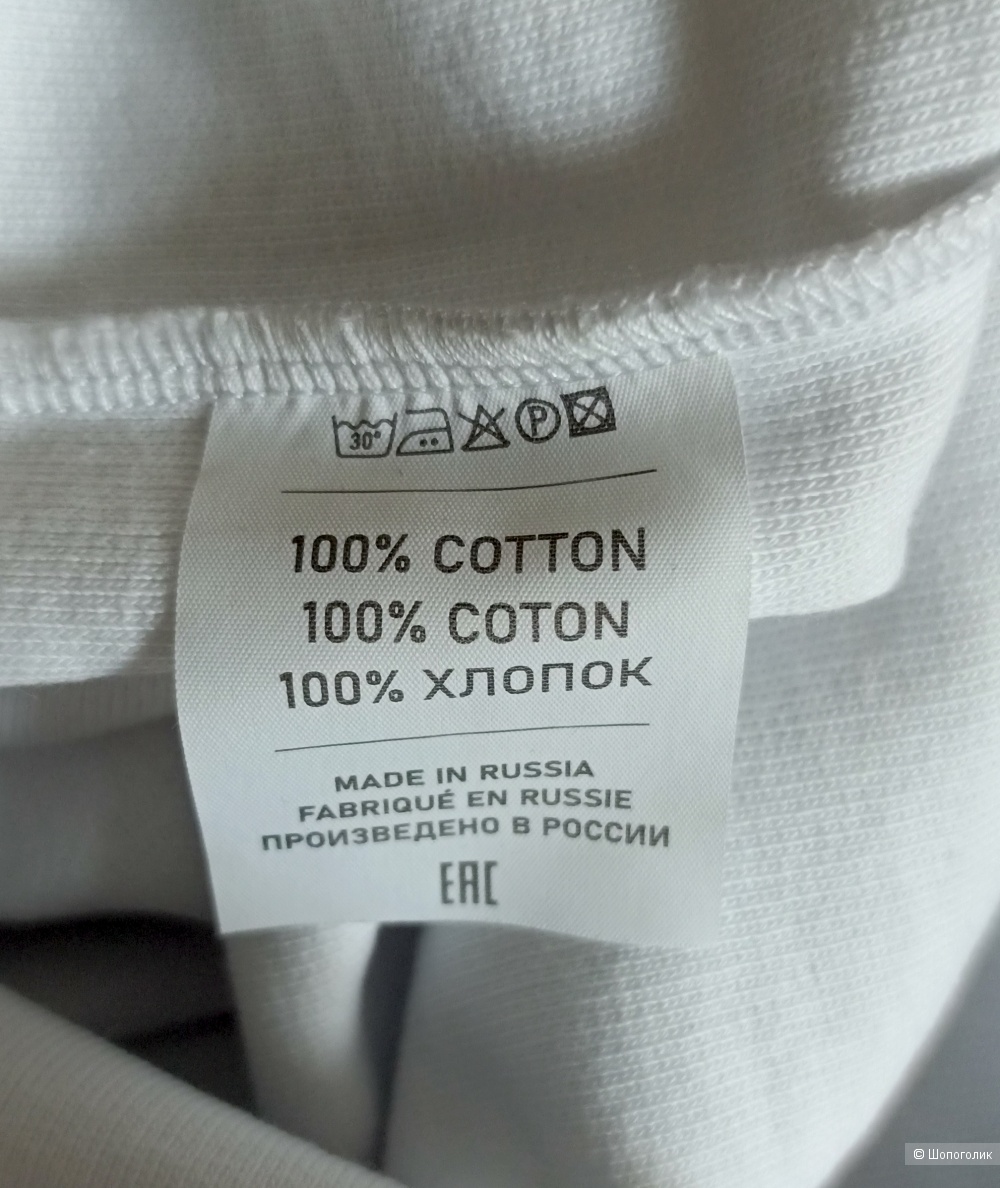 30°
P
100% COTTON
100% COTON
100% ХЛОПОК
MADE IN RUSSIA
FABRIQUÉ EN RUSSIE
ПРОИЗВЕДЕНО В РОССИИ
EAC
© Шопоголик